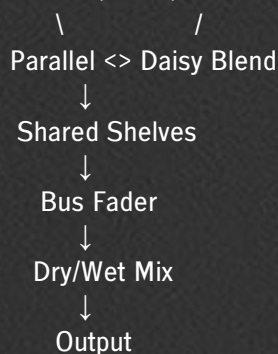 \ /
Parallel <> Daisy Blend
↓
Shared Shelves
↓
Bus Fader
↓
Dry/Wet Mix
↓
Output